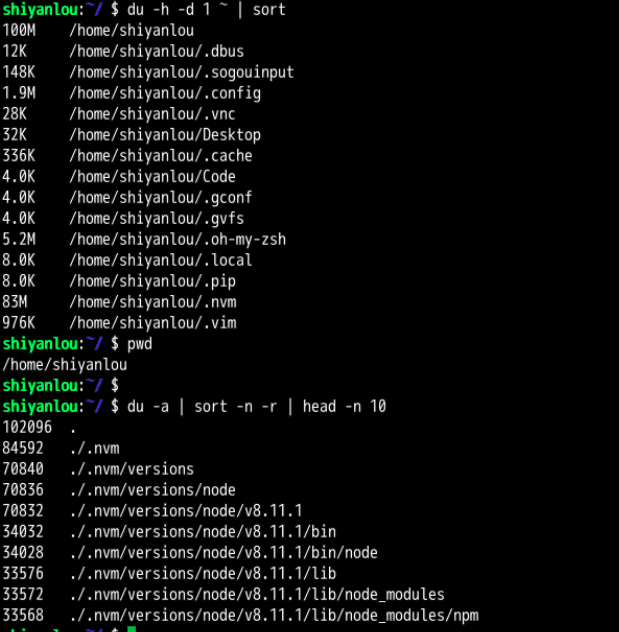 shiyanlou:~/ $ du -h -d 1 ~ | sort
100M    /home/shiyanlou
12K     /home/shiyanlou/.dbus
148K    /home/shiyanlou/.sogouinput
1.9M    /home/shiyanlou/.config
28K     /home/shiyanlou/.vnc
32K     /home/shiyanlou/Desktop
336K    /home/shiyanlou/.cache
4.0K    /home/shiyanlou/Code
4.0K    /home/shiyanlou/.gconf
4.0K    /home/shiyanlou/.gvfs
5.2M    /home/shiyanlou/.oh-my-zsh
8.0K    /home/shiyanlou/.local
8.0K    /home/shiyanlou/.pip
83M     /home/shiyanlou/.nvm
976K    /home/shiyanlou/.vim
shiyanlou:~/ $ pwd
/home/shiyanlou
shiyanlou:~/ $
shiyanlou:~/ $ du -a | sort -n -r | head -n 10
102096  .
84592   ./.nvm
70840   ./.nvm/versions
70836   ./.nvm/versions/node
70832   ./.nvm/versions/node/v8.11.1
34032   ./.nvm/versions/node/v8.11.1/bin
34028   ./.nvm/versions/node/v8.11.1/bin/node
33576   ./.nvm/versions/node/v8.11.1/lib
33572   ./.nvm/versions/node/v8.11.1/lib/node_modules
33568   ./.nvm/versions/node/v8.11.1/lib/node_modules/npm
shiyanlou:~/ $